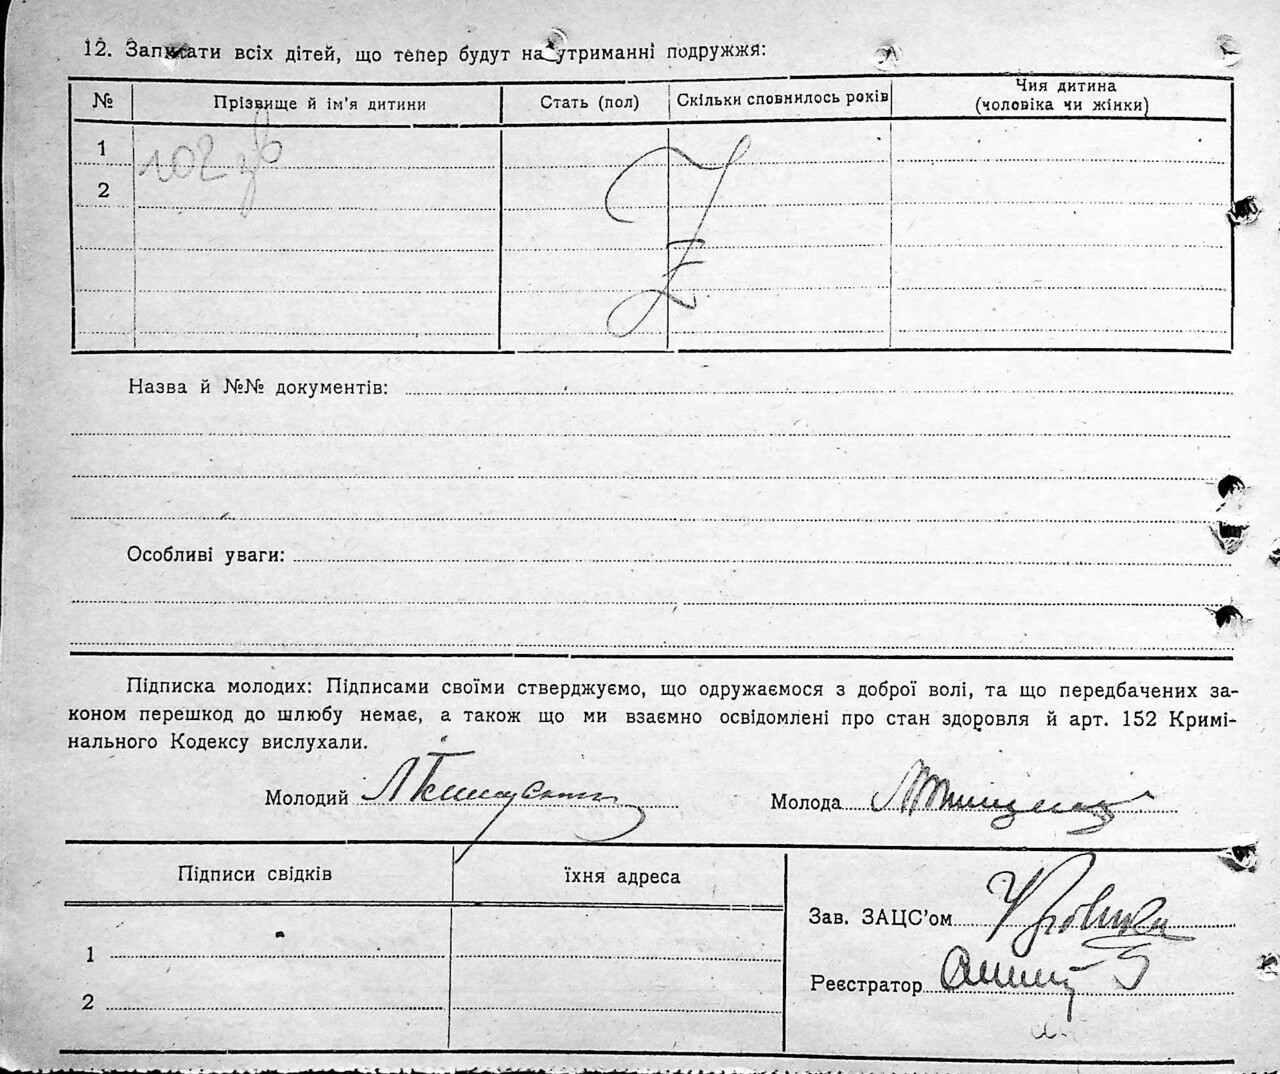 12. Записати всіх дітей, що тепер будут на утриманні подружжя:
№ Прізвище й ім'я дитини Стать (пол) Скільки сповнилось років Чия дитина (чоловіка чи жінки)
1
2
Назва й №№ документів:
Особливі уваги:
Підписка молодих: Підписами своїми стверджуємо, що одружаємося з доброї волі, та що передбачених за-
коном перешкод до шлюбу немає, а також що ми взаємно освідомлені про стан здоровля й арт. 152 Кримі-
нального Кодексу вислухали.
Молодий Молода
Підписи свідків їхня адреса
Зав. ЗАЦС'ом
1
Реєстратор
2